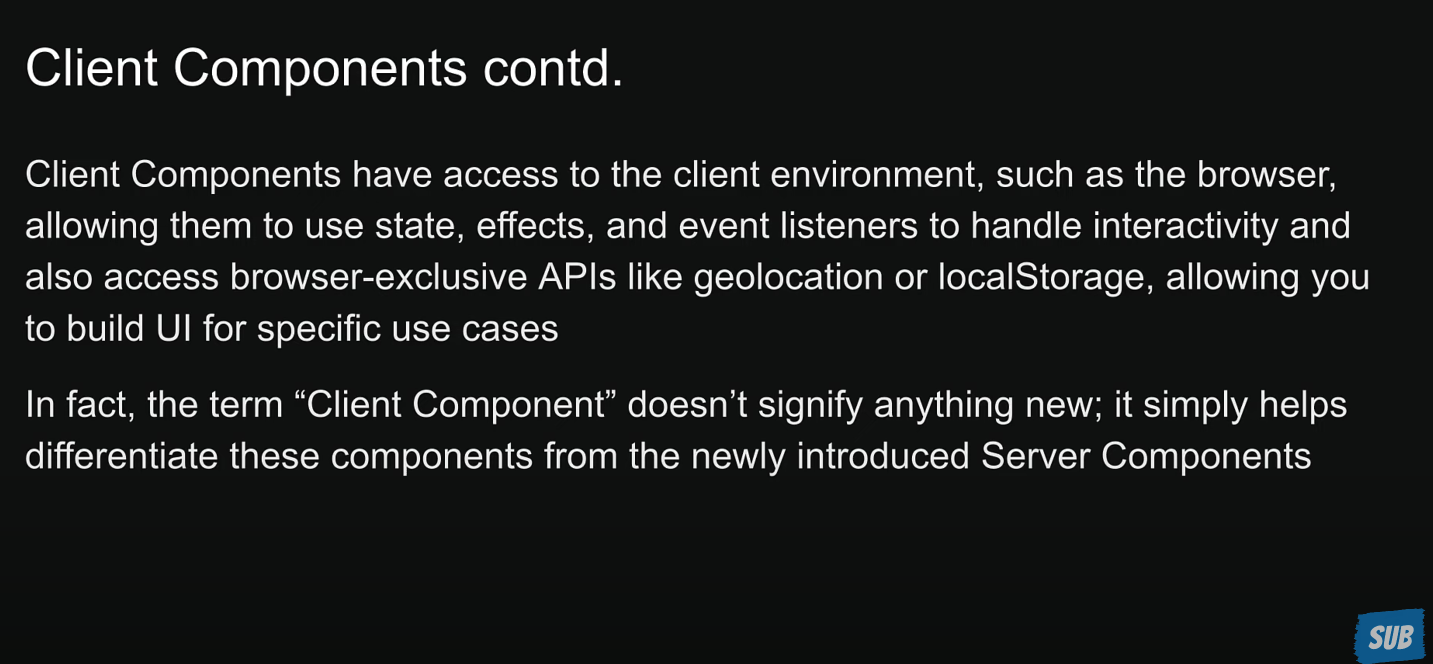 Client Components contd.
Client Components have access to the client environment, such as the browser,
allowing them to use state, effects, and event listeners to handle interactivity and
also access browser-exclusive APIs like geolocation or localStorage, allowing you
to build UI for specific use cases
In fact, the term “Client Component” doesn’t signify anything new; it simply helps
differentiate these components from the newly introduced Server Components
SUB